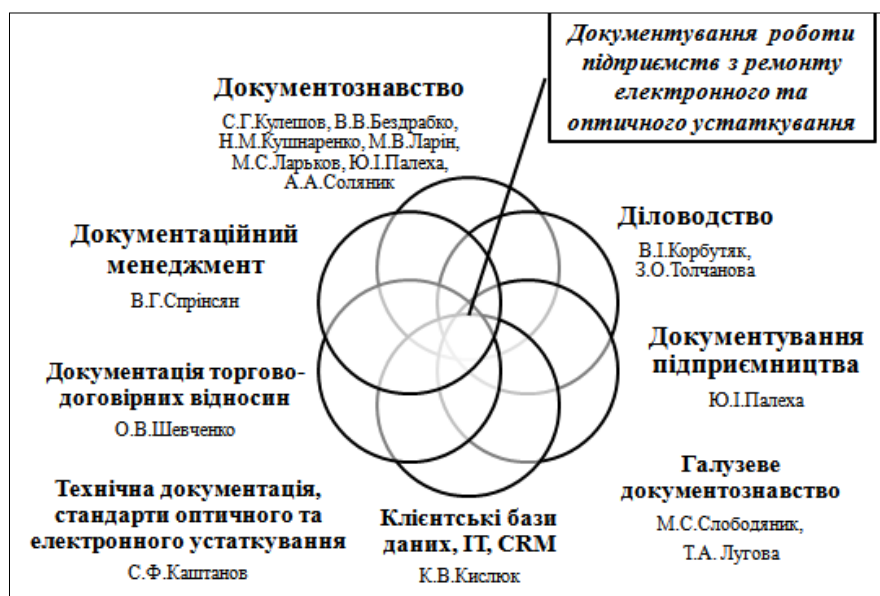 Документування роботи
підприємств з ремонту
електронного та
оптичного устаткування
Документознавство
С.Г.Кулешов, В.В.Бездрабко,
Н.М.Кушнаренко, М.В.Ларін,
М.С.Ларьков, Ю.І.Палеха,
А.А.Соляник
Діловодство
В.І.Корбутяк,
З.О.Толчанова
Документаційний
менеджмент
В.Г.Спрінсян
Документування
підприємництва
Ю.І.Палеха
Документація торгово-
договірних відносин
О.В.Шевченко
Галузеве
документознавство
М.С.Слободяник,
Т.А. Лугова
Технічна документація,
стандарти оптичного та
електронного устаткування
С.Ф.Каштанов
Клієнтські бази
даних, ІТ, CRM
К.В.Кислюк